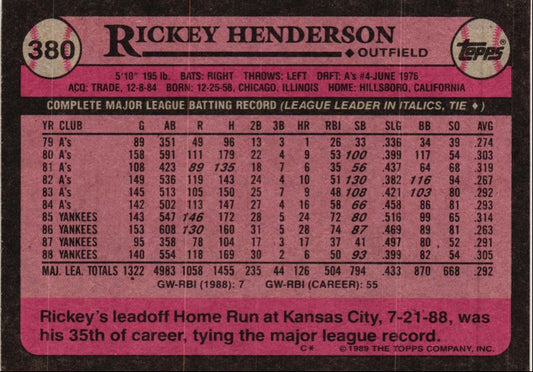 380
RICKEY HENDERSON
OUTFIELD
TOPPS
5'10" 195 lb. BATS: RIGHT THROWS: LEFT DRFT: A's #4-JUNE 1976
ACQ: TRADE, 12-8-84 BORN: 12-25-58, CHICAGO, ILLINOIS HOME: HILLSBORO, CALIFORNIA
COMPLETE MAJOR LEAGUE BATTING RECORD (LEAGUE LEADER IN ITALICS, TIE ♦)
YR CLUB G AB R H 2B 3B HR RBI SB SLG BB SO AVG
79 A's 89 351 49 96 13 3 1 26 33 .336 34 39 .274
80 A's 158 591 111 179 22 4 9 53 100 .399 117 54 .303
81 A's 108 423 89 135 18 7 6 35 56 .437 64 68 .319
82 A's 149 536 119 143 24 4 10 51 130 .382 116 94 .267
83 A's 145 513 105 150 25 7 9 48 108 .421 103 80 .292
84 A's 142 502 113 147 27 4 16 58 66 .458 86 81 .293
85 YANKEES 143 547 146 172 28 5 24 72 80 .516 99 65 .314
86 YANKEES 153 608 130 160 31 5 28 74 87 .469 89 81 .263
87 YANKEES 95 358 78 104 17 3 17 37 41 .497 80 52 .291
88 YANKEES 140 554 118 169 30 2 6 50 93 .399 82 54 .305
MAJ. LEA. TOTALS 1322 4983 1058 1455 235 44 126 504 794 .433 870 668 .292
GW-RBI (1988): 7 GW-RBI (CAREER): 55
Rickey's leadoff Home Run at Kansas City, 7-21-88, was
his 35th of career, tying the major league record.
C* ©1989 THE TOPPS COMPANY, INC.